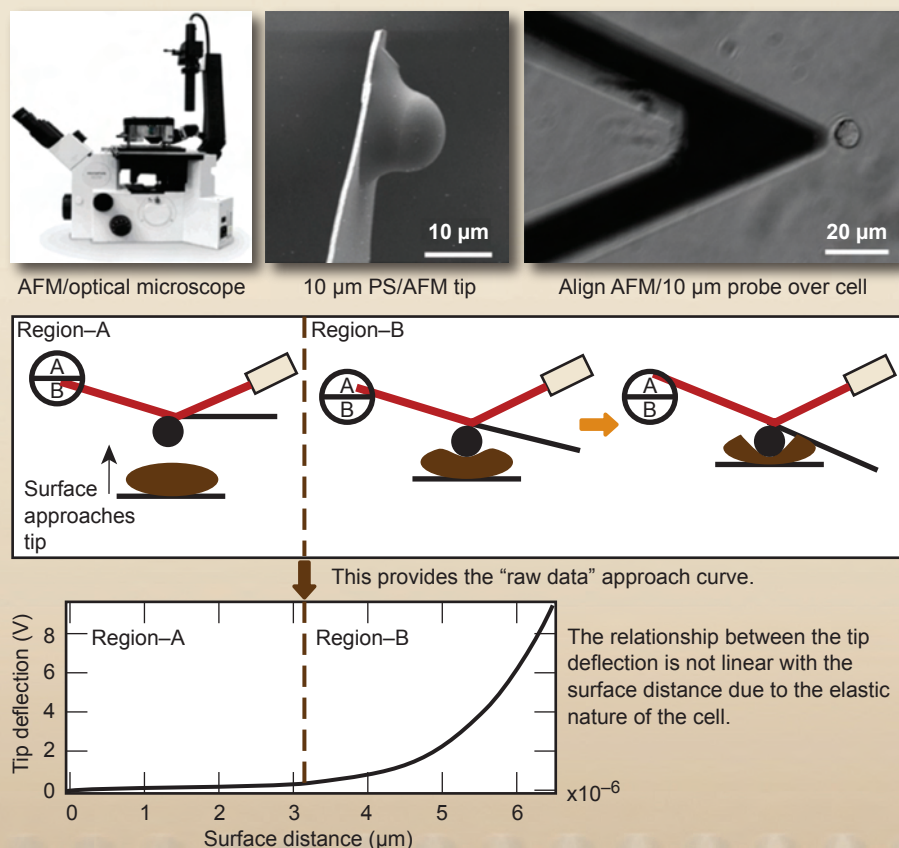 10 µm
20 µm
AFM/optical microscope
10 µm PS/AFM tip
Align AFM/10 µm probe over cell
Region–A
Region–B
A
B
A
B
A
B
Surface
approaches
tip
This provides the “raw data” approach curve.
Tip deflection (V)
8
6
4
2
0
Region–A
Region–B
0 1 2 3 4 5 6
x10⁻⁶
Surface distance (µm)
The relationship between the tip
deflection is not linear with the
surface distance due to the elastic
nature of the cell.